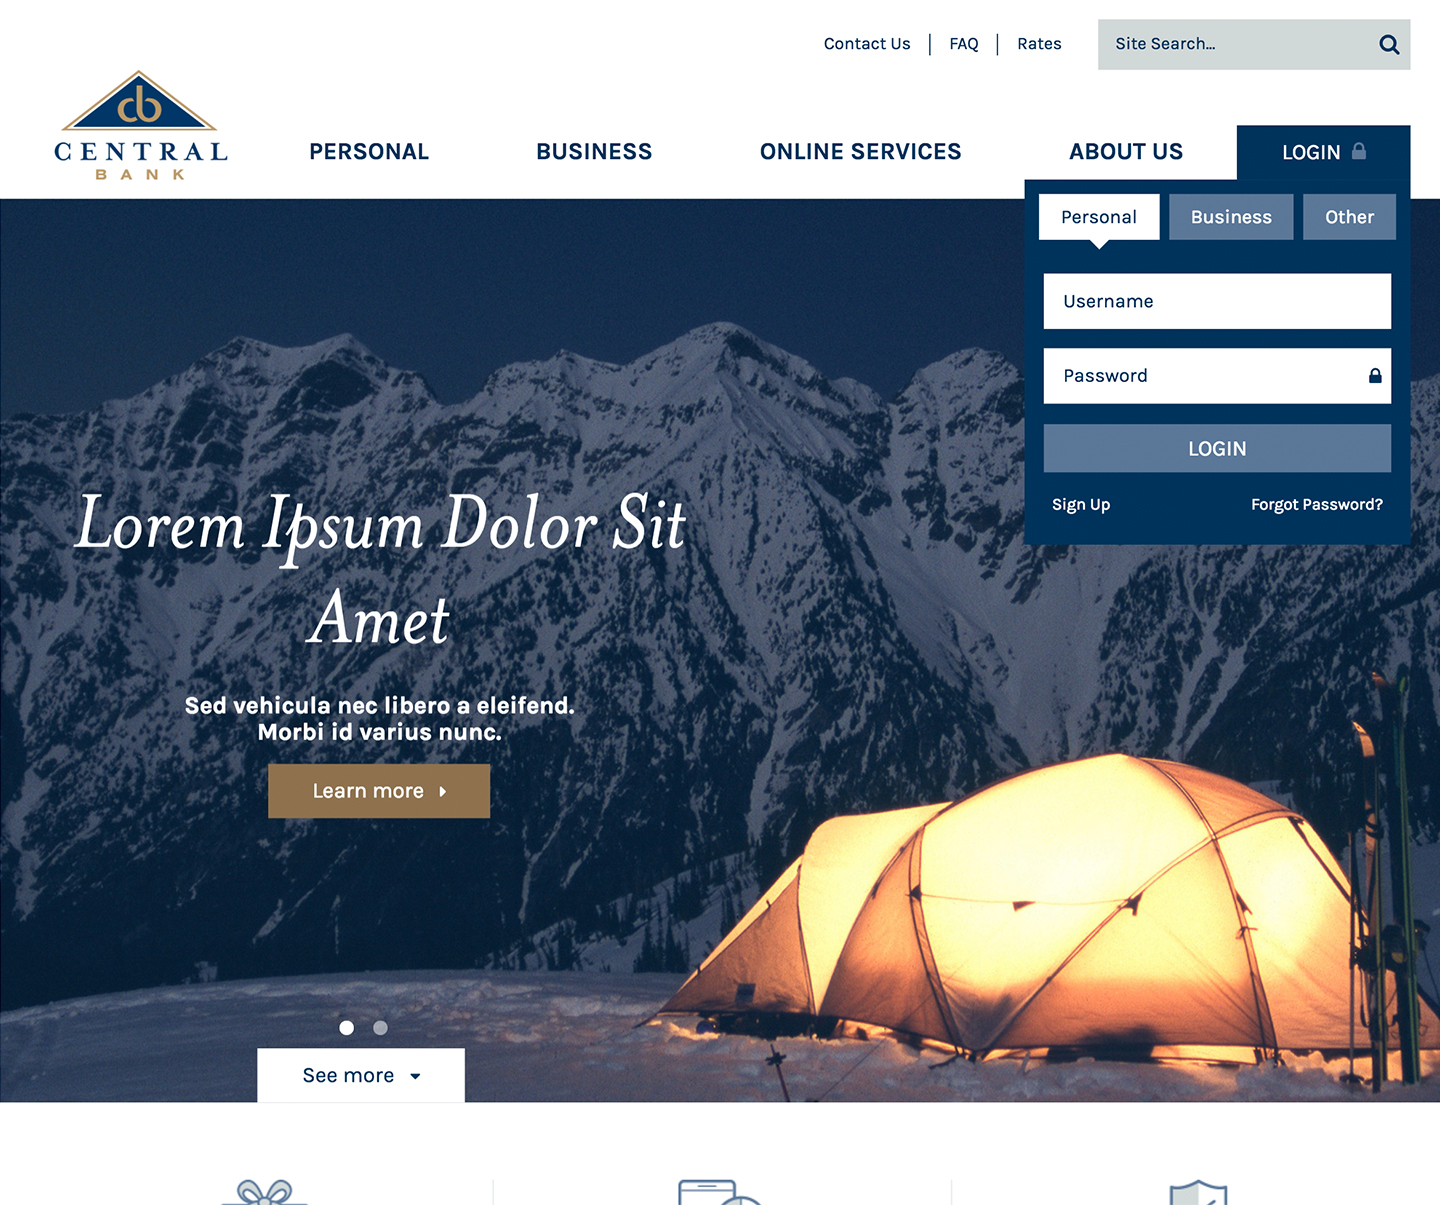 Contact Us
FAQ
Rates
Site Search...
cb
CENTRAL
BANK
PERSONAL
BUSINESS
ONLINE SERVICES
ABOUT US
LOGIN
Personal
Business
Other
Username
Password
LOGIN
Sign Up
Forgot Password?
Lorem Ipsum Dolor Sit
Amet
Sed vehicula nec libero a eleifend.
Morbi id varius nunc.
Learn more
See more